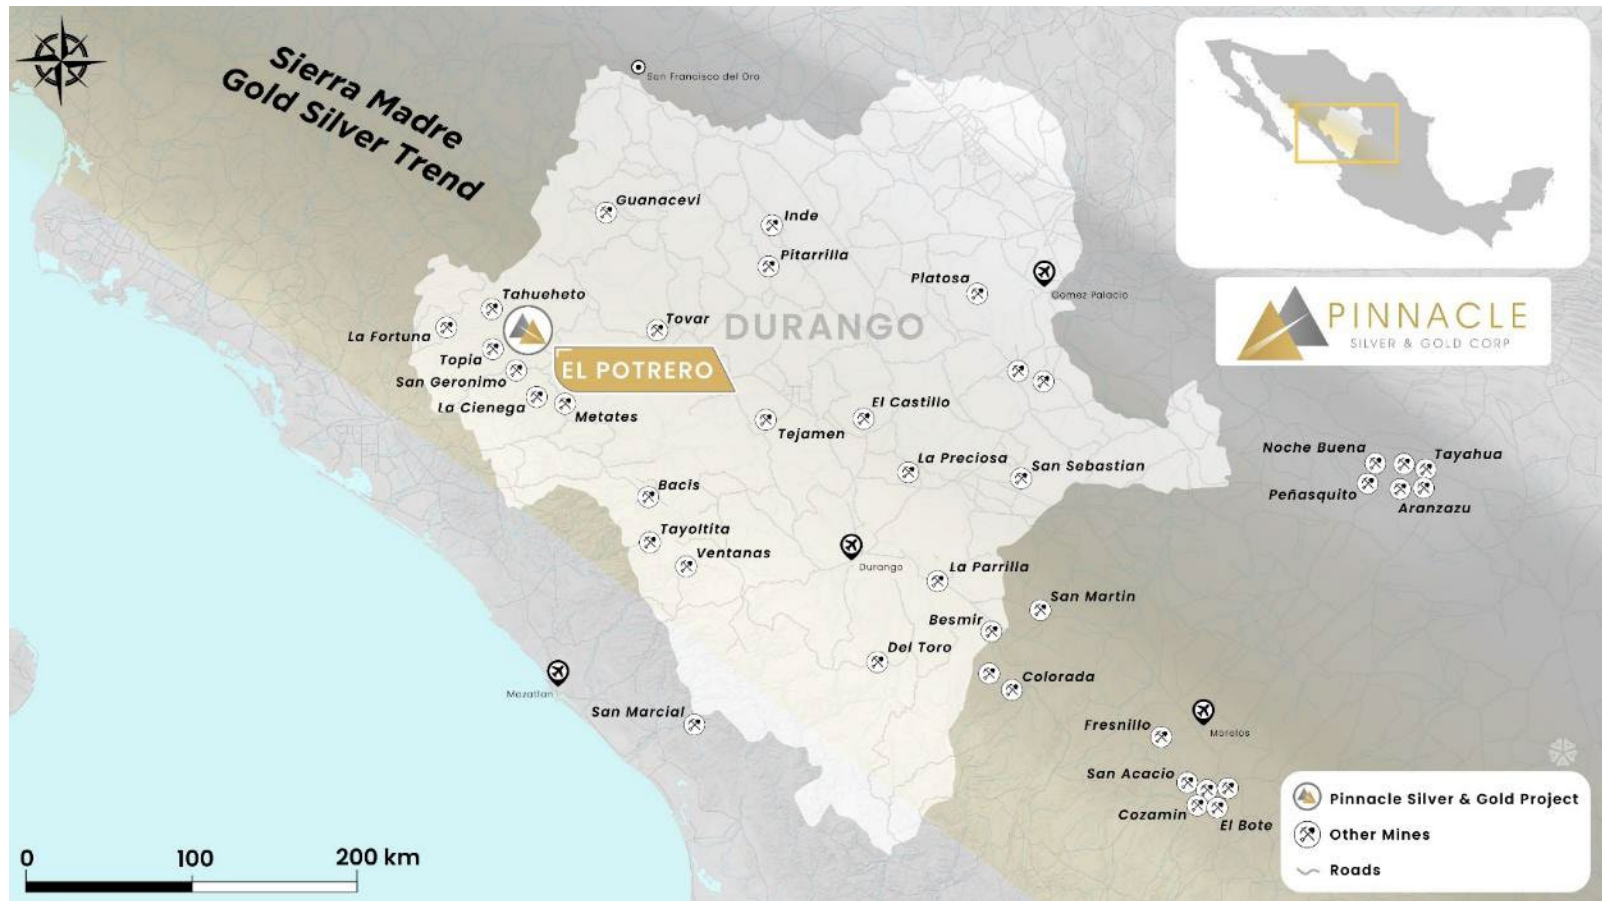 Sierra Madre
Gold Silver Trend
San Francisco del Oro
Guanacevi
Inde
Pitarrilla
Platosa
Gomez Palacio
Tahueheto
La Fortuna
Tovar
DURANGO
Topia
EL POTRERO
San Geronimo
La Cienega
Metates
El Castillo
Tejamen
La Preciosa
San Sebastian
Noche Buena
Tayahua
Peñasquito
Aranzazu
Bacis
Tayoltita
Ventanas
Durango
La Parrilla
San Martin
Besmir
Del Toro
Colorada
Mazatlan
San Marcial
Fresnillo
Morelos
San Acacio
Cozamin
El Bote
PINNACLE
SILVER & GOLD CORP
Pinnacle Silver & Gold Project
Other Mines
Roads
0 100 200 km